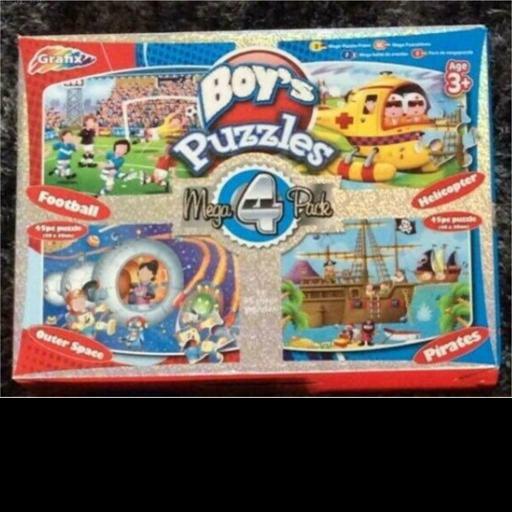 Grafix
Boy's
Puzzles
Mega 4 Pack
Age
3+
Football
45pc puzzle
Helicopter
45pc puzzle
Outer Space
Pirates